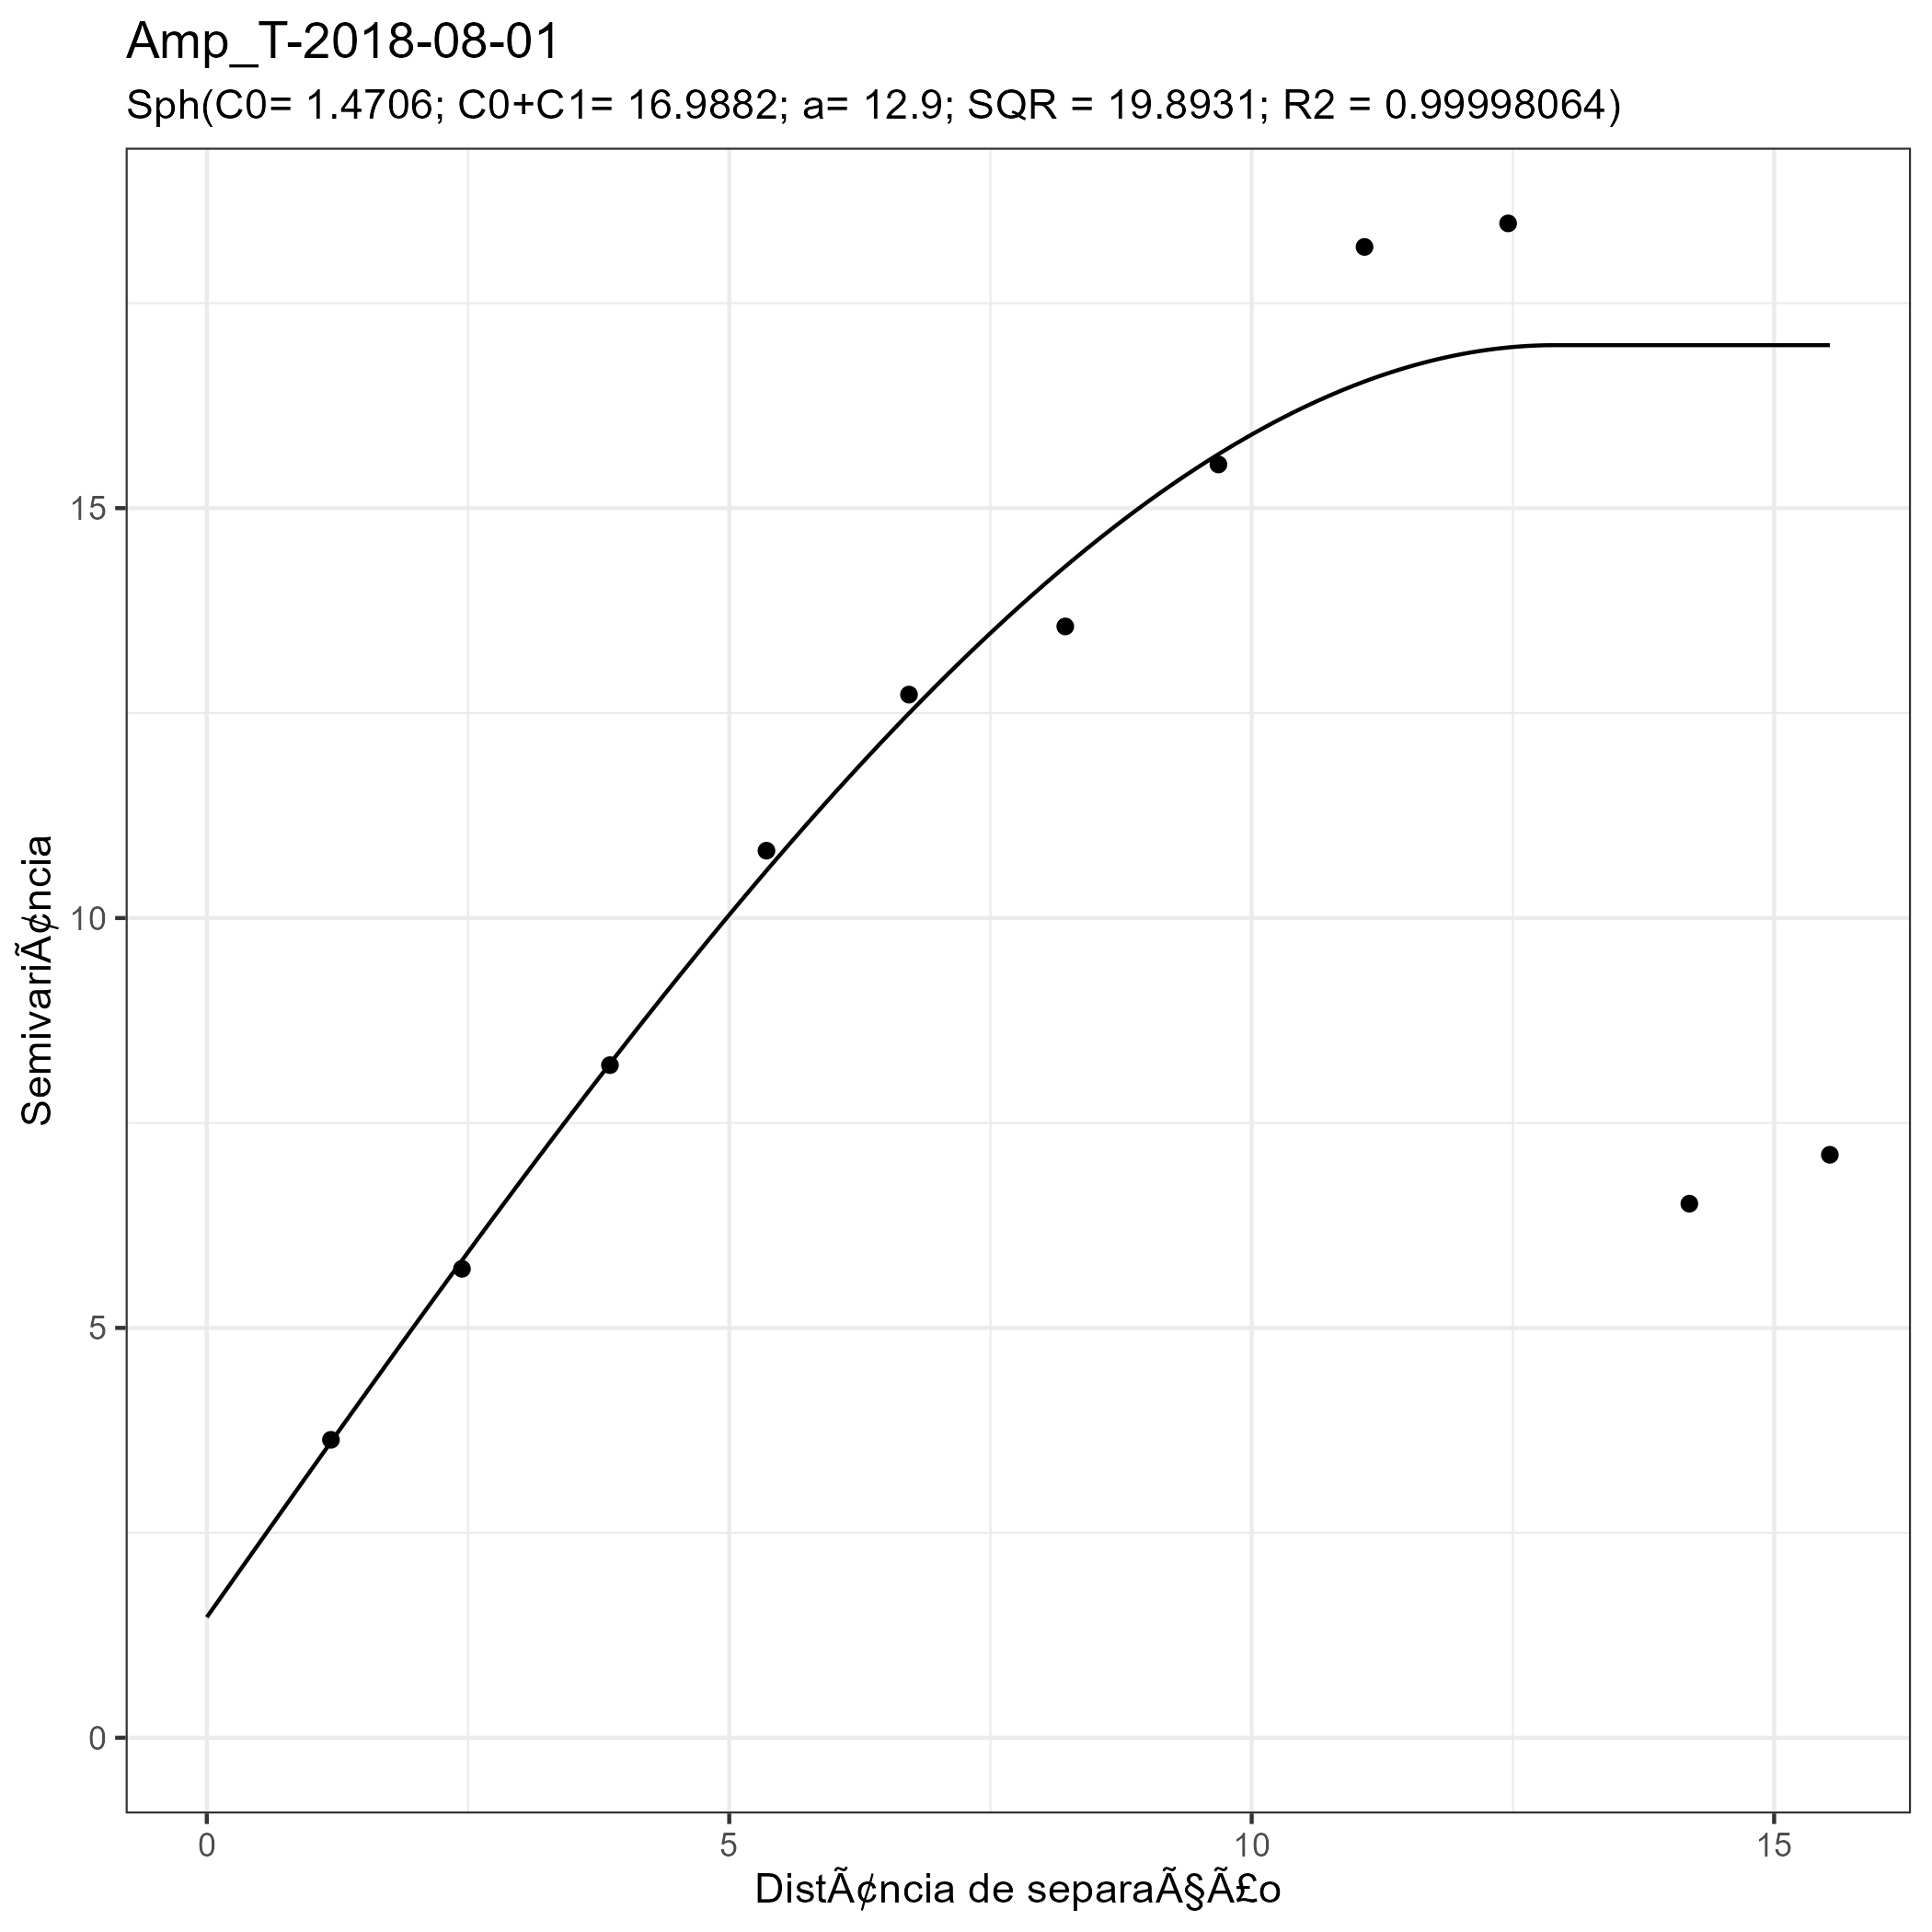 Amp_T-2018-08-01
Sph(C0= 1.4706; C0+C1= 16.9882; a= 12.9; SQR = 19.8931; R2 = 0.99998064)
SemivariÃ¢ncia
15
10
5
0
0 5 10 15
DistÃ¢ncia de separaÃ§Ã£o